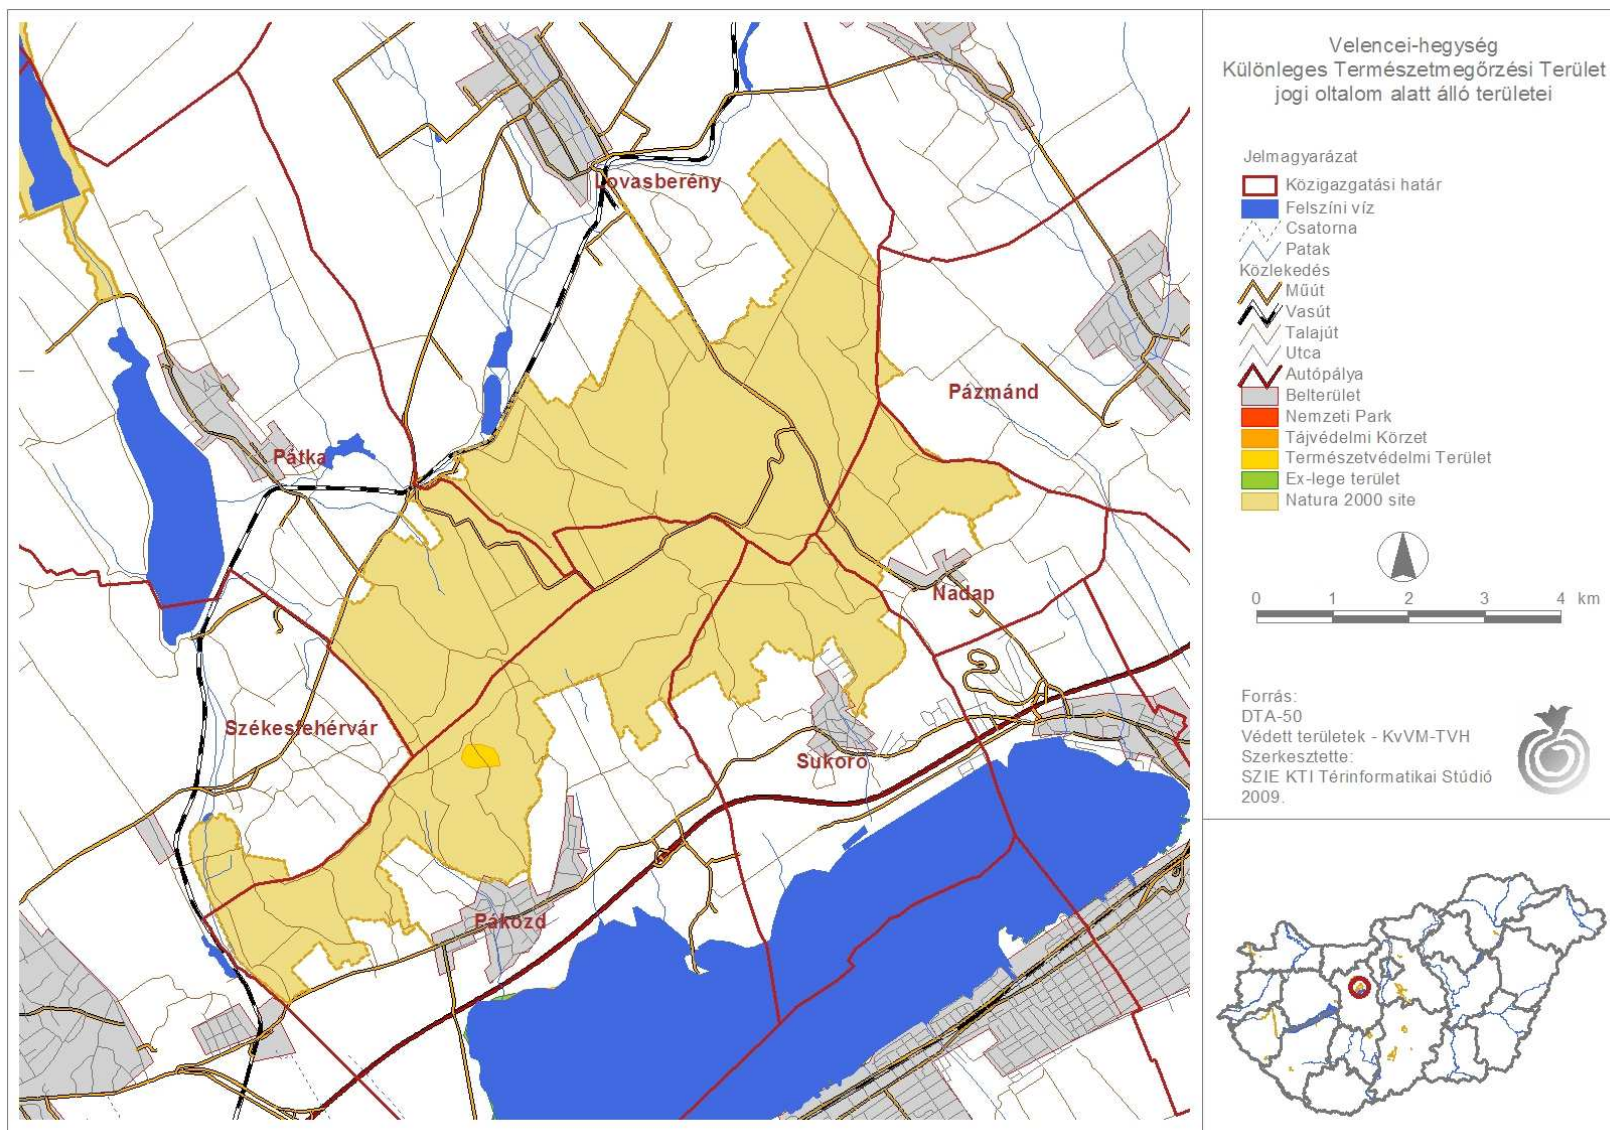 Lovasberény
Pázmánd
Pátka
Nadap
Székesfehérvár
Sukoró
Pákozd
Velencei-hegység
Különleges Természetmegőrzési Terület
jogi oltalom alatt álló területei
Jelmagyarázat
Közigazgatási határ
Felszíni víz
Csatorna
Patak
Közlekedés
Műút
Vasút
Talajút
Utca
Autópálya
Belterület
Nemzeti Park
Tájvédelmi Körzet
Természetvédelmi Terület
Ex-lege terület
Natura 2000 site
0 1 2 3 4 km
Forrás:
DTA-50
Védett területek - KvVM-TVH
Szerkesztette:
SZIE KTI Térinformatikai Stúdió
2009.